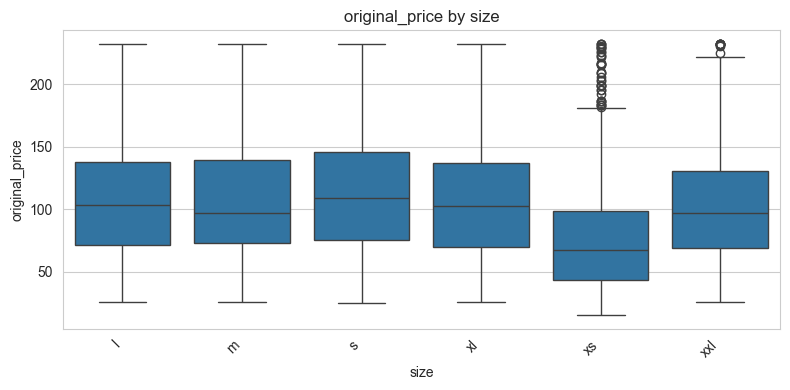 original_price by size
original_price
200
150
100
50
l
m
s
xl
xs
xxl
size